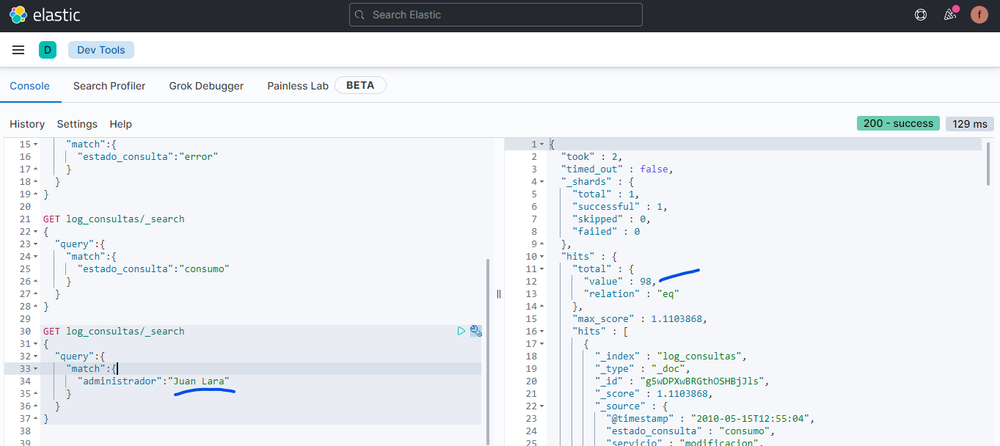 elastic
Search Elastic
f
D
Dev Tools
Console
Search Profiler
Grok Debugger
Painless Lab
BETA
History
Settings
Help
200 - success
129 ms
15 "match":{
16 "estado_consulta":"error"
17 }
18 }
19 }
20
21 GET log_consultas/_search
22 {
23 "query":{
24 "match":{
25 "estado_consulta":"consumo"
26 }
27 }
28 }
29
30 GET log_consultas/_search
31 {
32 "query":{
33 "match":{
34 "administrador":"Juan Lara"
35 }
36 }
37 }
38
39
1 {
2 "took" : 2,
3 "timed_out" : false,
4 "_shards" : {
5 "total" : 1,
6 "successful" : 1,
7 "skipped" : 0,
8 "failed" : 0
9 },
10 "hits" : {
11 "total" : {
12 "value" : 98,
13 "relation" : "eq"
14 },
15 "max_score" : 1.1103868,
16 "hits" : [
17 {
18 "_index" : "log_consultas",
19 "_type" : "_doc",
20 "_id" : "g5wDPXwBRGthOSHBjJls",
21 "_score" : 1.1103868,
22 "_source" : {
23 "@timestamp" : "2010-05-15T12:55:04",
24 "estado_consulta" : "consumo",
25 "servicio" : "modificacion",